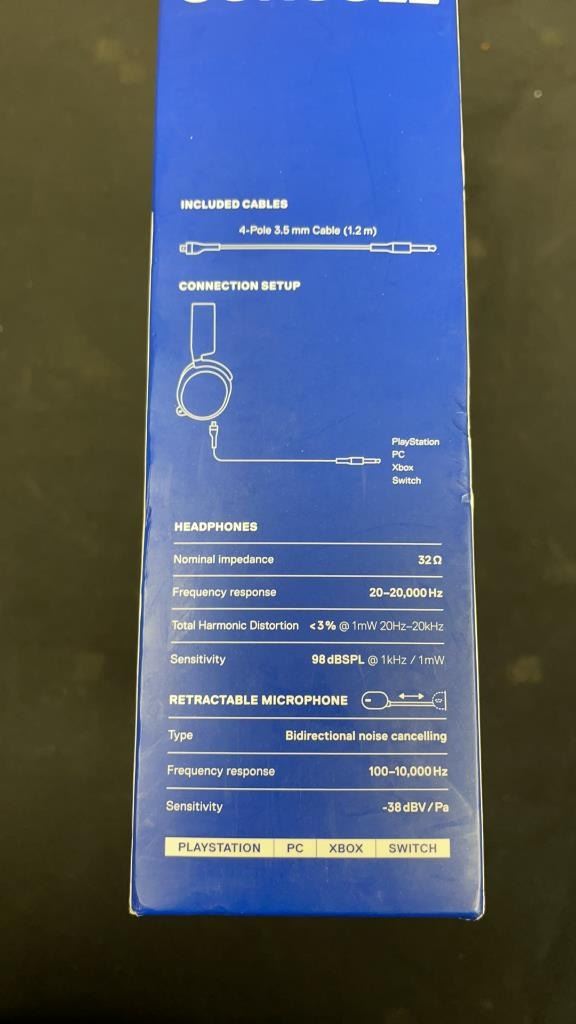 INCLUDED CABLES
4-Pole 3.5 mm Cable (1.2 m)
CONNECTION SETUP
PlayStation
PC
Xbox
Switch
HEADPHONES
Nominal impedance 32 Ω
Frequency response 20–20,000 Hz
Total Harmonic Distortion <3% @ 1mW 20Hz–20kHz
Sensitivity 98 dBSPL @ 1kHz / 1mW
RETRACTABLE MICROPHONE
Type Bidirectional noise cancelling
Frequency response 100–10,000 Hz
Sensitivity -38 dBV/Pa
PLAYSTATION PC XBOX SWITCH